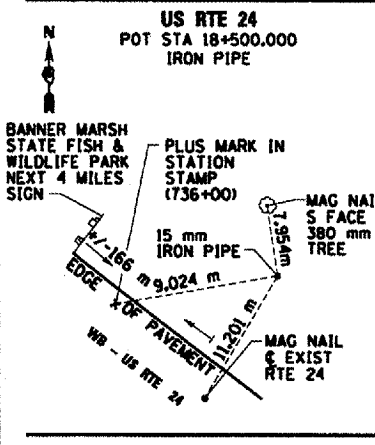 US RTE 24
POT STA 18+500.000
IRON PIPE
N
BANNER MARSH
STATE FISH &
WILDLIFE PARK
NEXT 4 MILES
SIGN
PLUS MARK IN
STATION
STAMP
(736+00)
MAG NAIL
S FACE
380 mm
TREE
7.954m
15 mm
IRON PIPE
+/-166 m
9.024 m
EDGE OF PAVEMENT
11.201 m
WB - US RTE 24
MAG NAIL
℄ EXIST
RTE 24